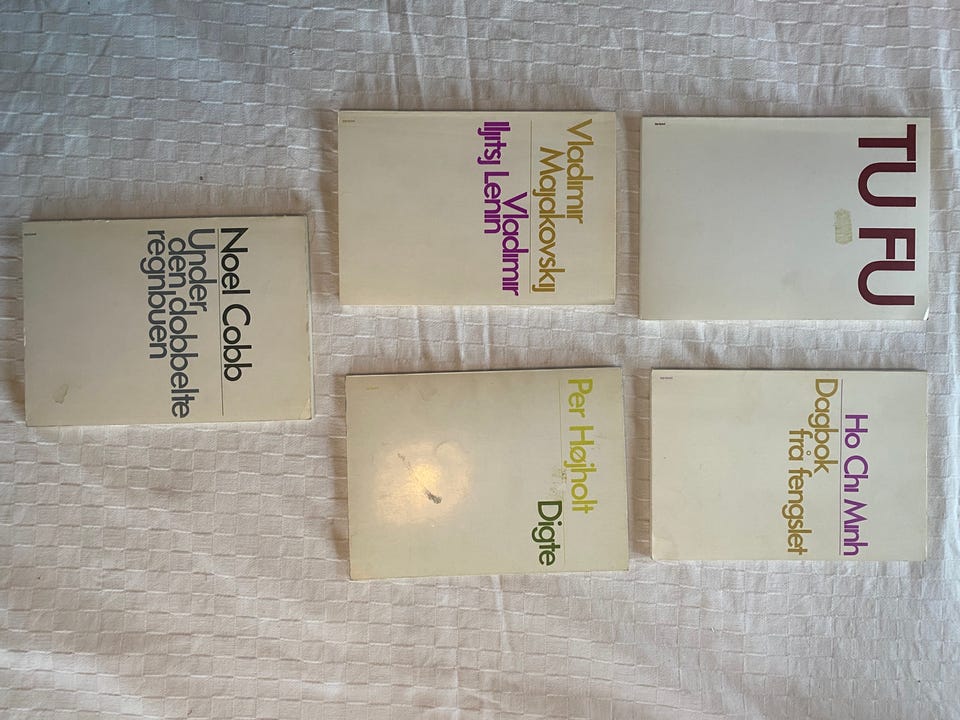 TU FU
Ho Chi Minh
Dagbok
frå fengslet
Vladimir
Majakovskij
Vladimir
Iljitsj Lenin
Per Højholt
Digte
Noel Cobb
Under
den dobbelte
regnbuen